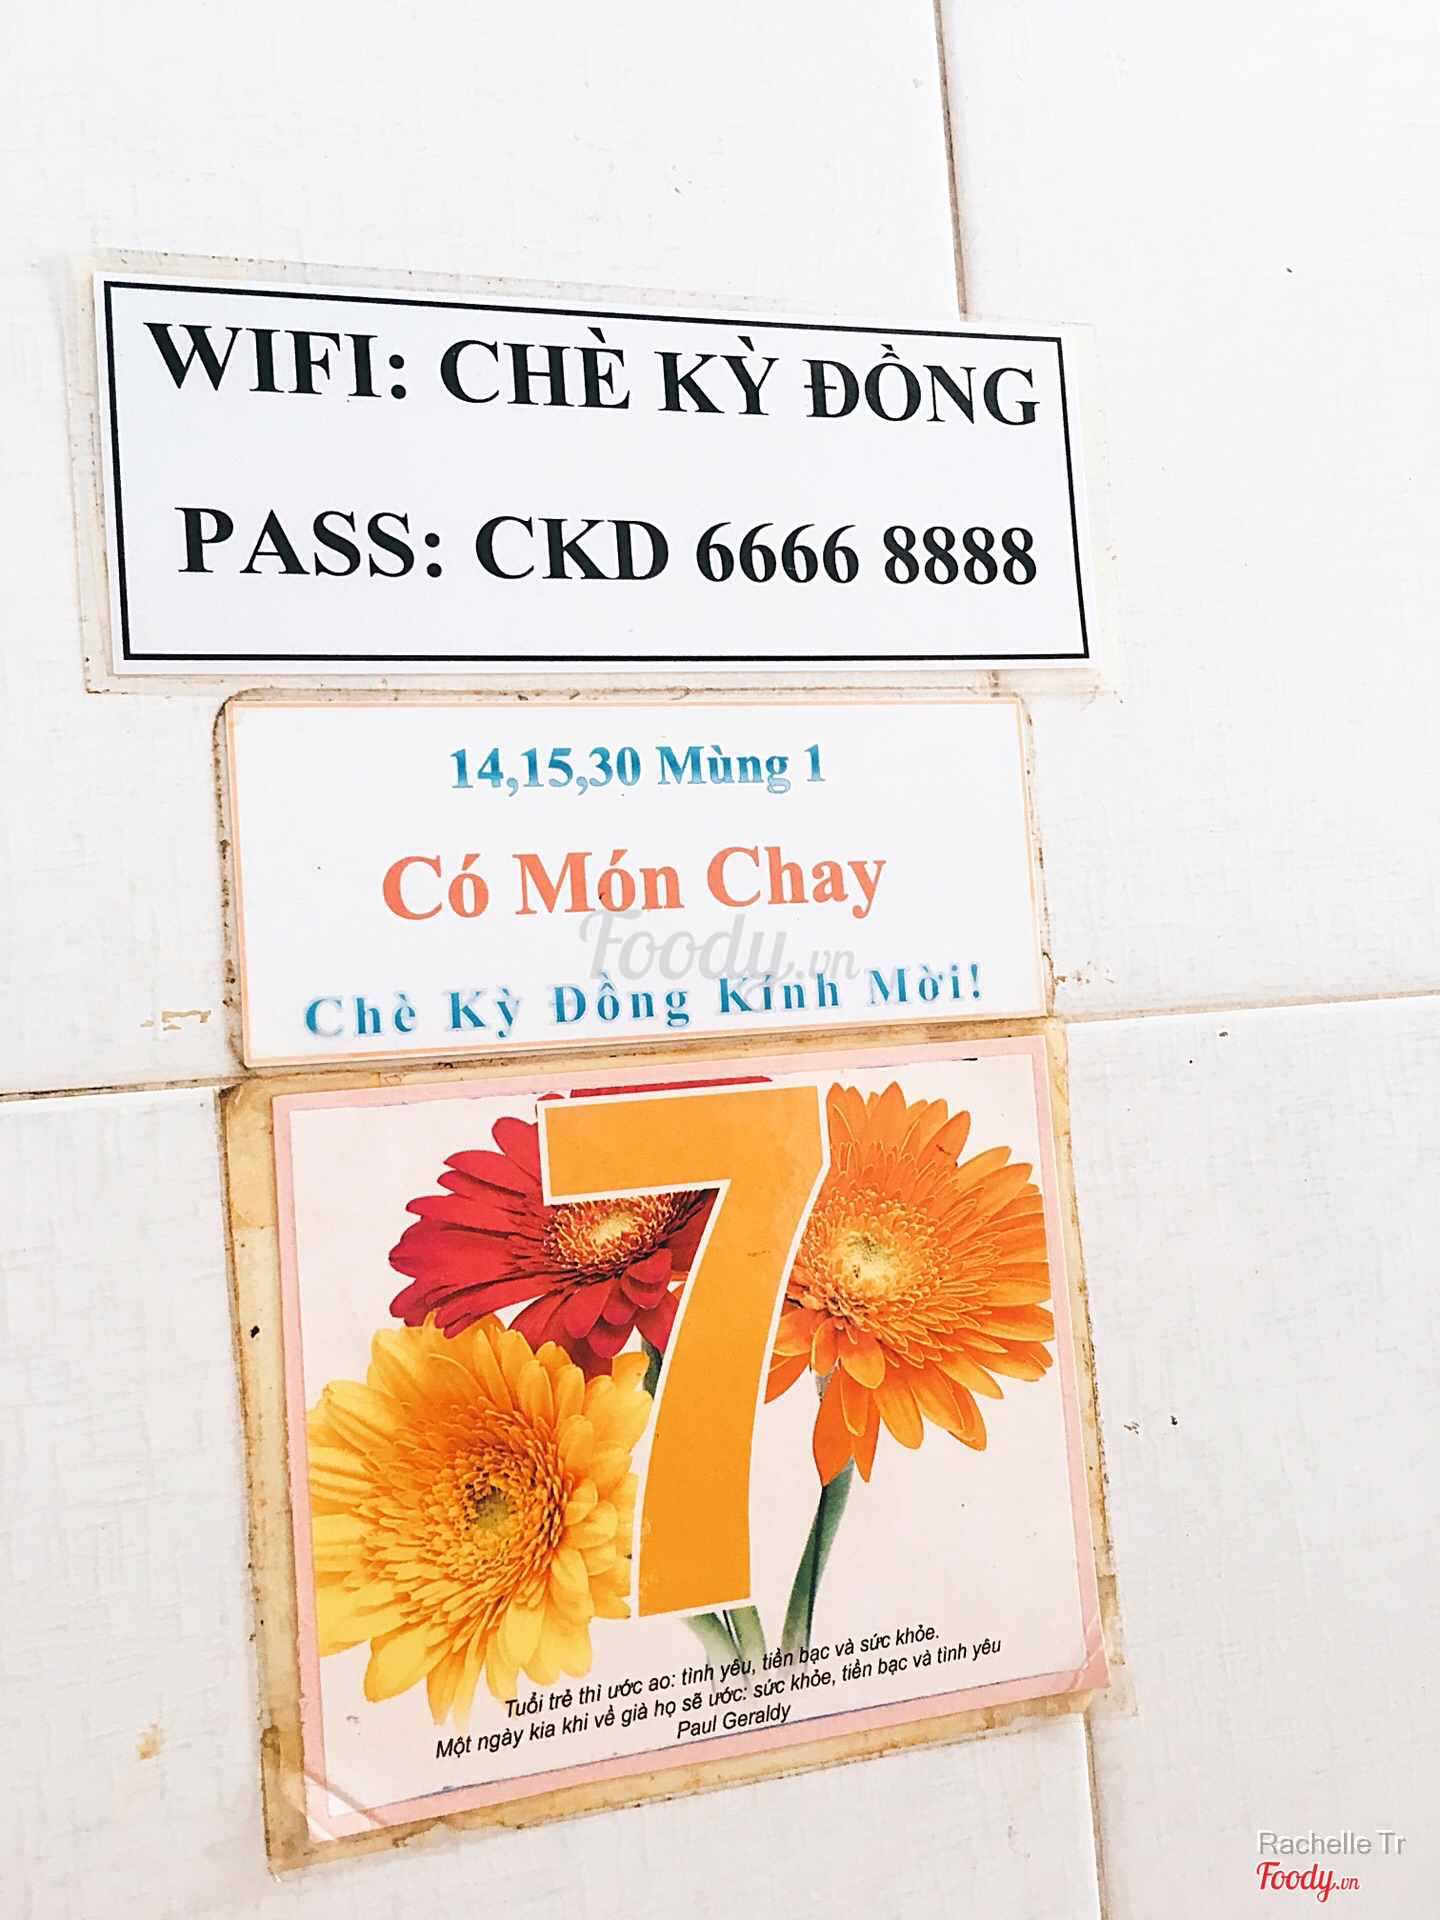 WIFI: CHÈ KỲ ĐỒNG
PASS: CKD 6666 8888
14,15,30 Mùng 1
Có Món Chay
Foody.vn
Chè Kỳ Đồng Kính Mời!
7
Tuổi trẻ thì ước ao: tình yêu, tiền bạc và sức khỏe.
Một ngày kia khi về già họ sẽ ước: sức khỏe, tiền bạc và tình yêu
Paul Geraldy
Rachelle Tr
Foody.vn